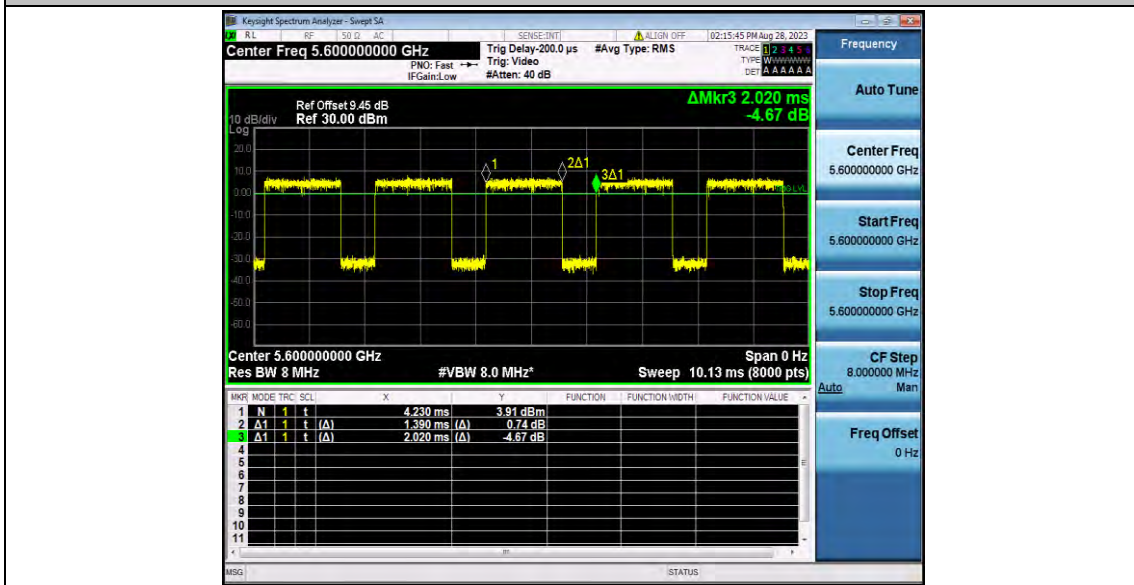 Keysight Spectrum Analyzer - Swept SA
RL RF 50 Ω AC SENSE:INT ALIGN OFF 02:15:45 PM Aug 28, 2023
Center Freq 5.600000000 GHz
Trig Delay-200.0 µs #Avg Type: RMS
TRACE 1 2 3 4 5 6
PNO: Fast
Trig: Video
TYPE WWWWWW
IFGain:Low
#Atten: 40 dB
DET A A A A A A
Frequency
Auto Tune
Center Freq
5.600000000 GHz
Start Freq
5.600000000 GHz
Stop Freq
5.600000000 GHz
CF Step
8.000000 MHz
Auto Man
Freq Offset
0 Hz
Ref Offset 9.45 dB
10 dB/div Ref 30.00 dBm
ΔMkr3 2.020 ms
-4.67 dB
Log
20.0
10.0
0.00
-10.0
-20.0
-30.0
-40.0
-50.0
-60.0
1
2Δ1
3Δ1
Center 5.600000000 GHz Span 0 Hz
Res BW 8 MHz #VBW 8.0 MHz* Sweep 10.13 ms (8000 pts)
MKR MODE TRC SCL X Y FUNCTION FUNCTION WIDTH FUNCTION VALUE
1 N 1 t 4.230 ms 3.91 dBm
2 Δ1 1 t (Δ) 1.390 ms (Δ) 0.74 dB
3 Δ1 1 t (Δ) 2.020 ms (Δ) -4.67 dB
4
5
6
7
8
9
10
11
MSG STATUS